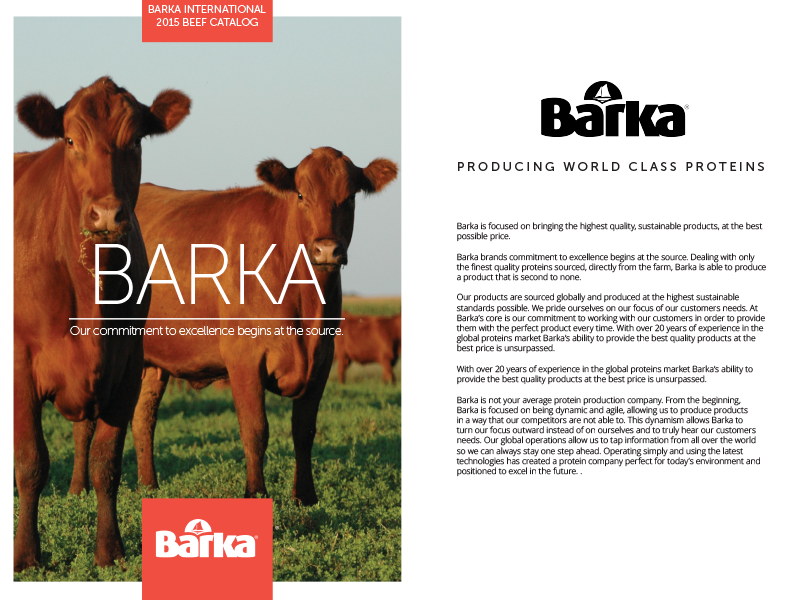 BARKA INTERNATIONAL
2015 BEEF CATALOG
BARKA
Our commitment to excellence begins at the source.
Barka®
Barka®
PRODUCING WORLD CLASS PROTEINS
Barka is focused on bringing the highest quality, sustainable products, at the best
possible price.
Barka brands commitment to excellence begins at the source. Dealing with only
the finest quality proteins sourced, directly from the farm, Barka is able to produce
a product that is second to none.
Our products are sourced globally and produced at the highest sustainable
standards possible. We pride ourselves on our focus of our customers needs. At
Barka's core is our commitment to working with our customers in order to provide
them with the perfect product every time. With over 20 years of experience in the
global proteins market Barka's ability to provide the best quality products at the
best price is unsurpassed.
With over 20 years of experience in the global proteins market Barka's ability to
provide the best quality products at the best price is unsurpassed.
Barka is not your average protein production company. From the beginning,
Barka is focused on being dynamic and agile, allowing us to produce products
in a way that our competitors are not able to. This dynamism allows Barka to
turn our focus outward instead of on ourselves and to truly hear our customers
needs. Our global operations allow us to tap information from all over the world
so we can always stay one step ahead. Operating simply and using the latest
technologies has created a protein company perfect for today's environment and
positioned to excel in the future. .